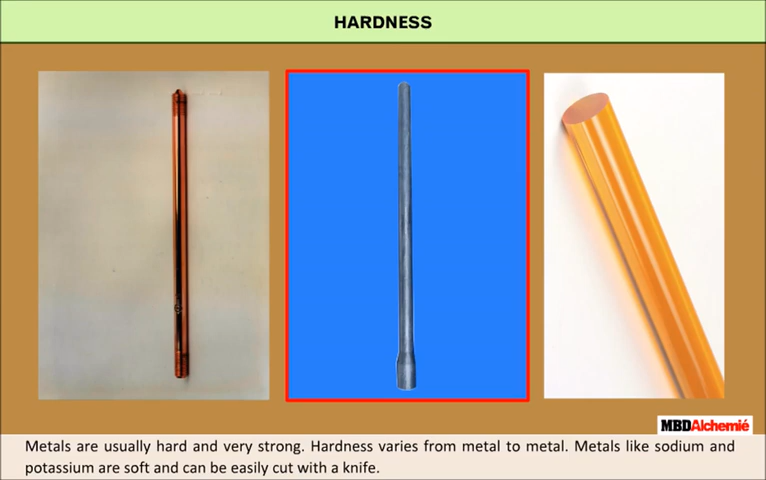 HARDNESS
MBDAlchemié
Metals are usually hard and very strong. Hardness varies from metal to metal. Metals like sodium and
potassium are soft and can be easily cut with a knife.